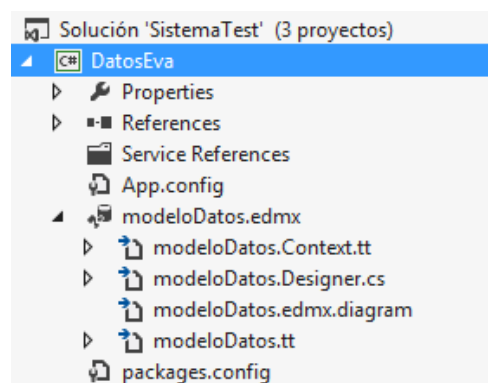 Solución 'SistemaTest' (3 proyectos)
C# DatosEva
Properties
References
Service References
App.config
modeloDatos.edmx
modeloDatos.Context.tt
modeloDatos.Designer.cs
modeloDatos.edmx.diagram
modeloDatos.tt
packages.config